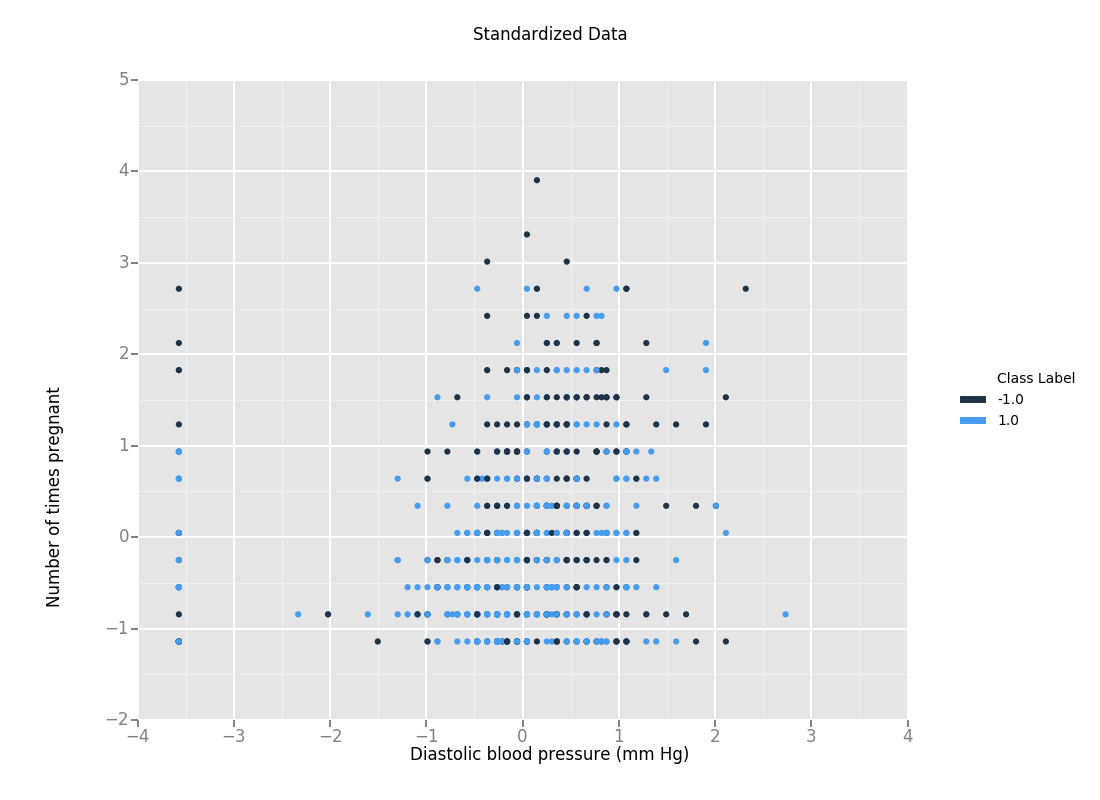 Standardized Data
5
4
3
2
1
0
−1
−2
Number of times pregnant
−4 −3 −2 −1 0 1 2 3 4
Diastolic blood pressure (mm Hg)
Class Label
-1.0
1.0